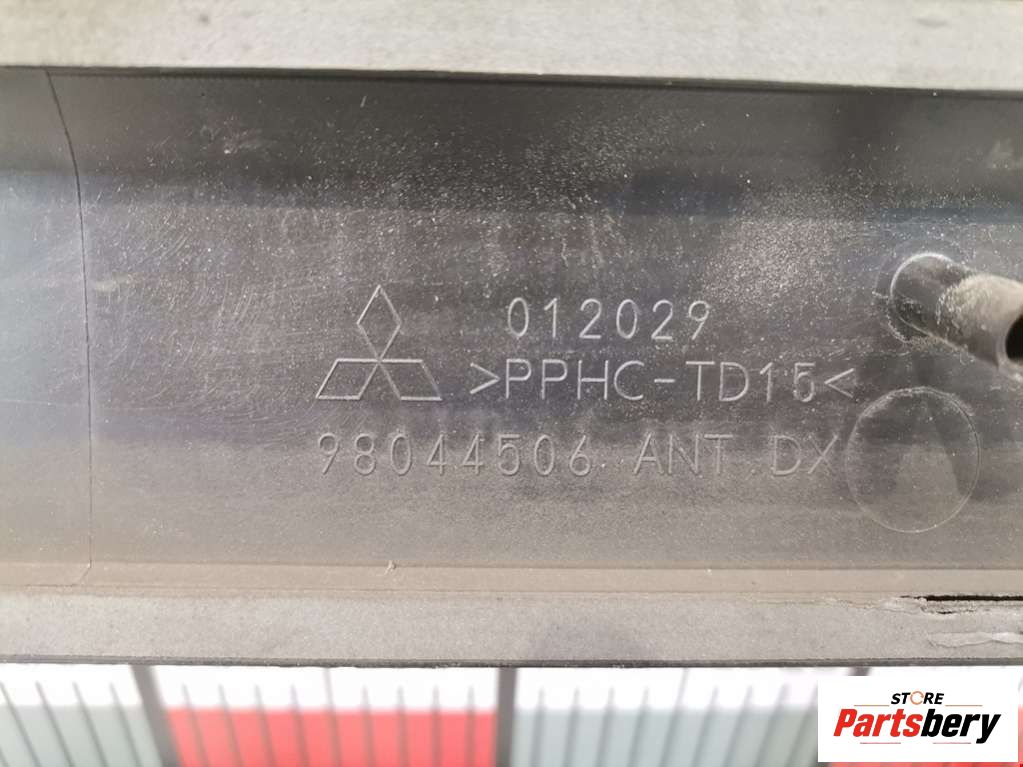 012029
>PPHC-TD15<
98044506 ANT DX
STORE
Partsbery